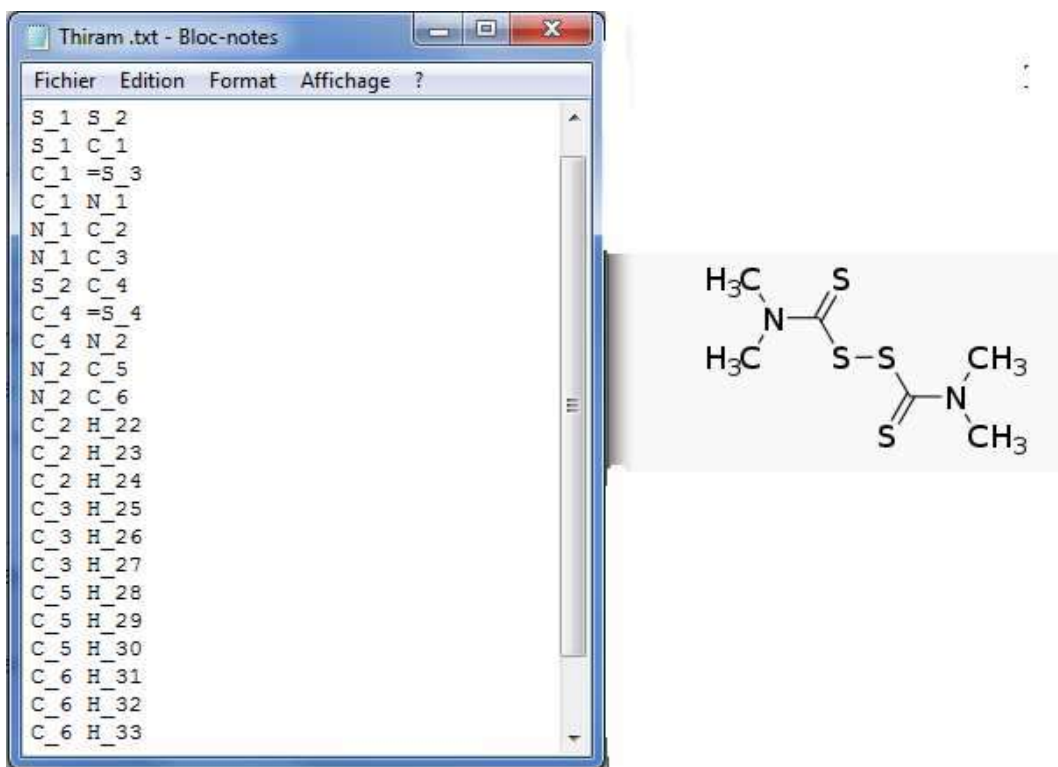 Thiram .txt - Bloc-notes
Fichier Edition Format Affichage ?
S_1 S_2
S_1 C_1
C_1 =S_3
C_1 N_1
N_1 C_2
N_1 C_3
S_2 C_4
C_4 =S_4
C_4 N_2
N_2 C_5
N_2 C_6
C_2 H_22
C_2 H_23
C_2 H_24
C_3 H_25
C_3 H_26
C_3 H_27
C_5 H_28
C_5 H_29
C_5 H_30
C_6 H_31
C_6 H_32
C_6 H_33
H₃C S
N
H₃C S S CH₃
N
S CH₃